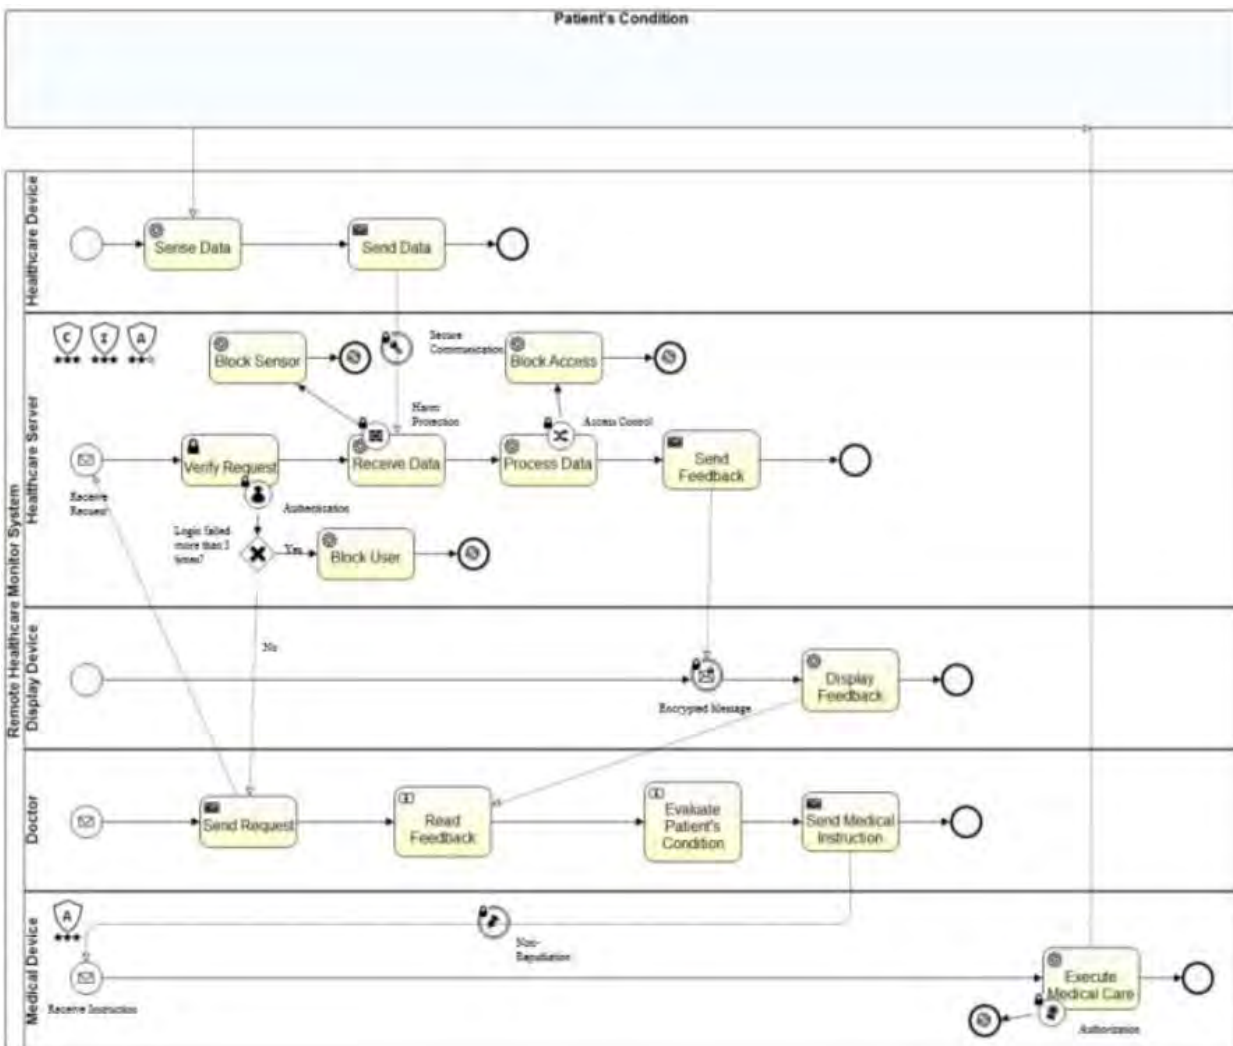 Patient's Condition
Remote Healthcare Monitor System
Healthcare Device
Sense Data
Send Data
Healthcare Server
C
I
A
Block Sensor
Secure
Communication
Block Access
Harm
Protection
Access Control
Verify Request
Receive Data
Process Data
Send
Feedback
Receive
Request
Authentication
Login failed
more than 3
times?
Yes
Block User
No
Display Device
Display
Feedback
Encrypted Message
Doctor
Send Request
Read
Feedback
Evaluate
Patient's
Condition
Send Medical
Instruction
Medical Device
A
Non-
Repudiation
Receive Instruction
Execute
Medical Care
Authorization